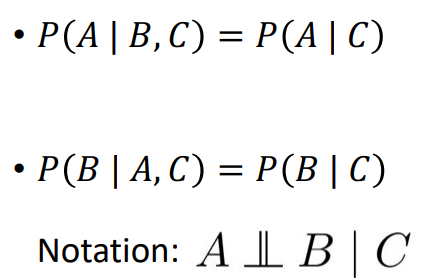 • P(A | B, C) = P(A | C)
• P(B | A, C) = P(B | C)
Notation: A ⫫ B | C